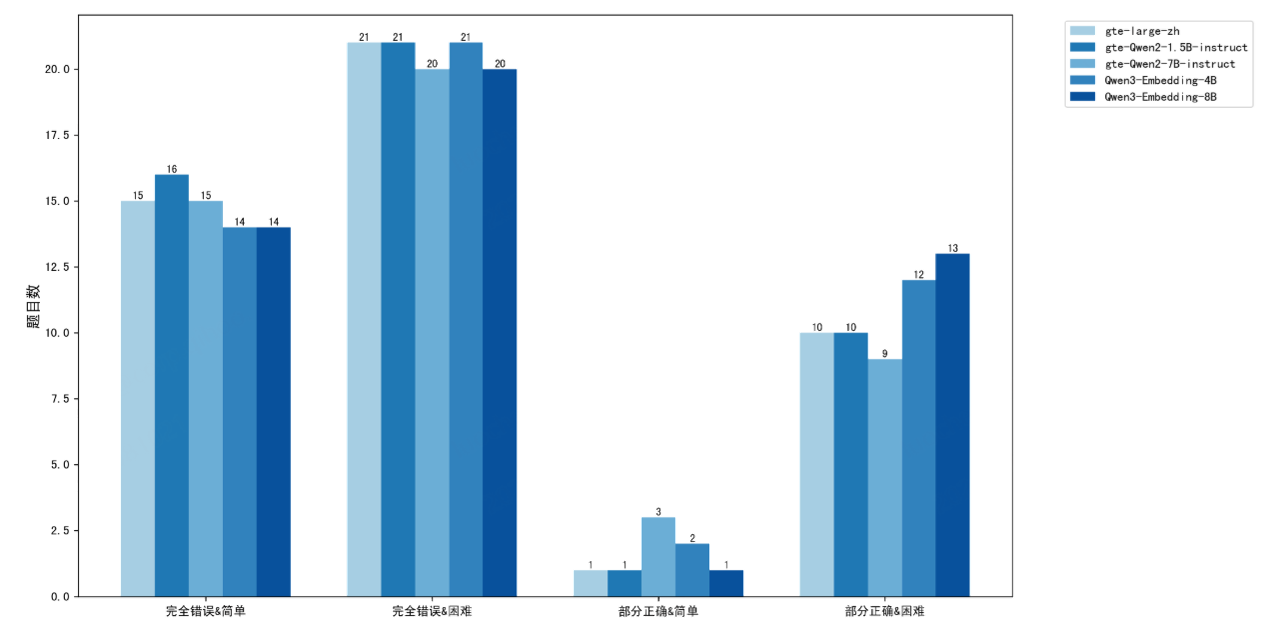 gte-large-zh
gte-Qwen2-1.5B-instruct
gte-Qwen2-7B-instruct
Qwen3-Embedding-4B
Qwen3-Embedding-8B
题目数
20.0
17.5
15.0
12.5
10.0
7.5
5.0
2.5
0.0
15 16 15 14 14
21 21 20 21 20
1 1 3 2 1
10 10 9 12 13
完全错误&简单 完全错误&困难 部分正确&简单 部分正确&困难